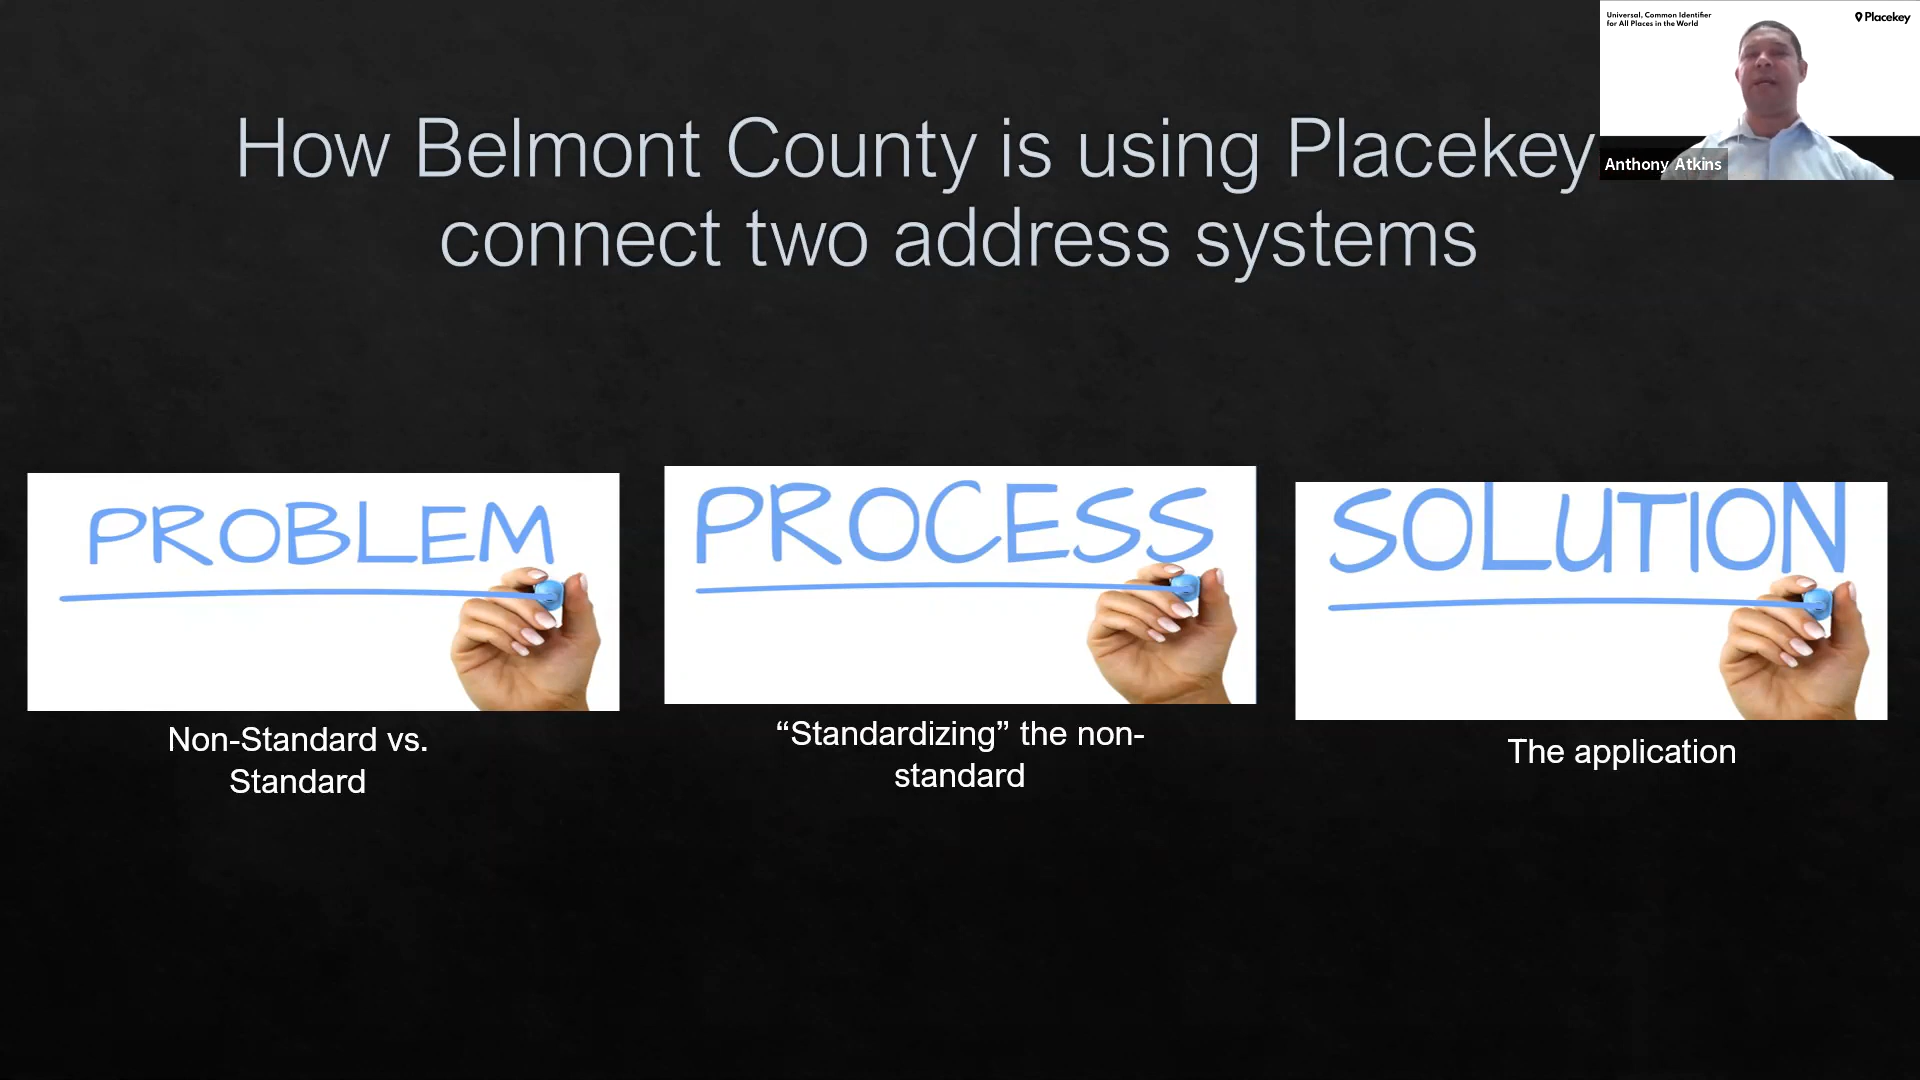 Universal, Common Identifier
for All Places in the World
Placekey
Anthony Atkins
How Belmont County is using Placekey
connect two address systems
PROBLEM
PROCESS
SOLUTION
Non-Standard vs.
Standard
“Standardizing” the non-
standard
The application